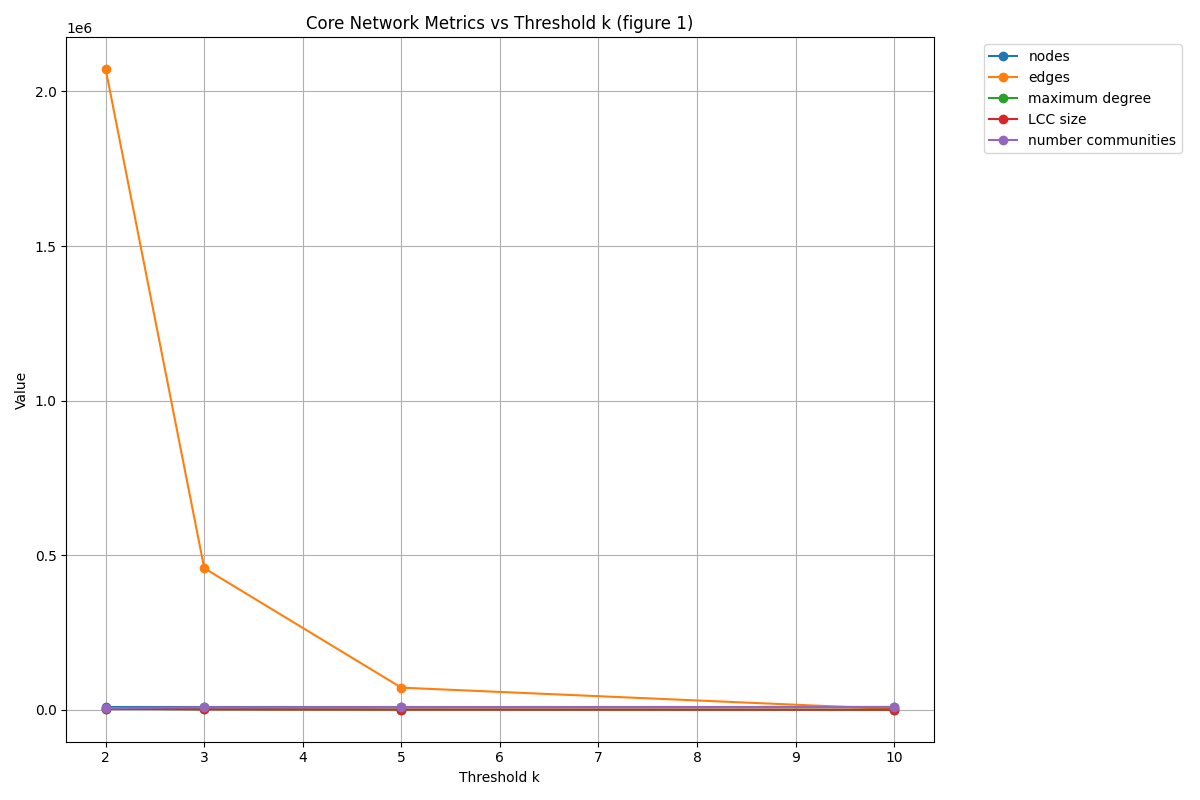 Core Network Metrics vs Threshold k (figure 1)
1e6
2.0
1.5
1.0
0.5
0.0
Value
2 3 4 5 6 7 8 9 10
Threshold k
nodes
edges
maximum degree
LCC size
number communities